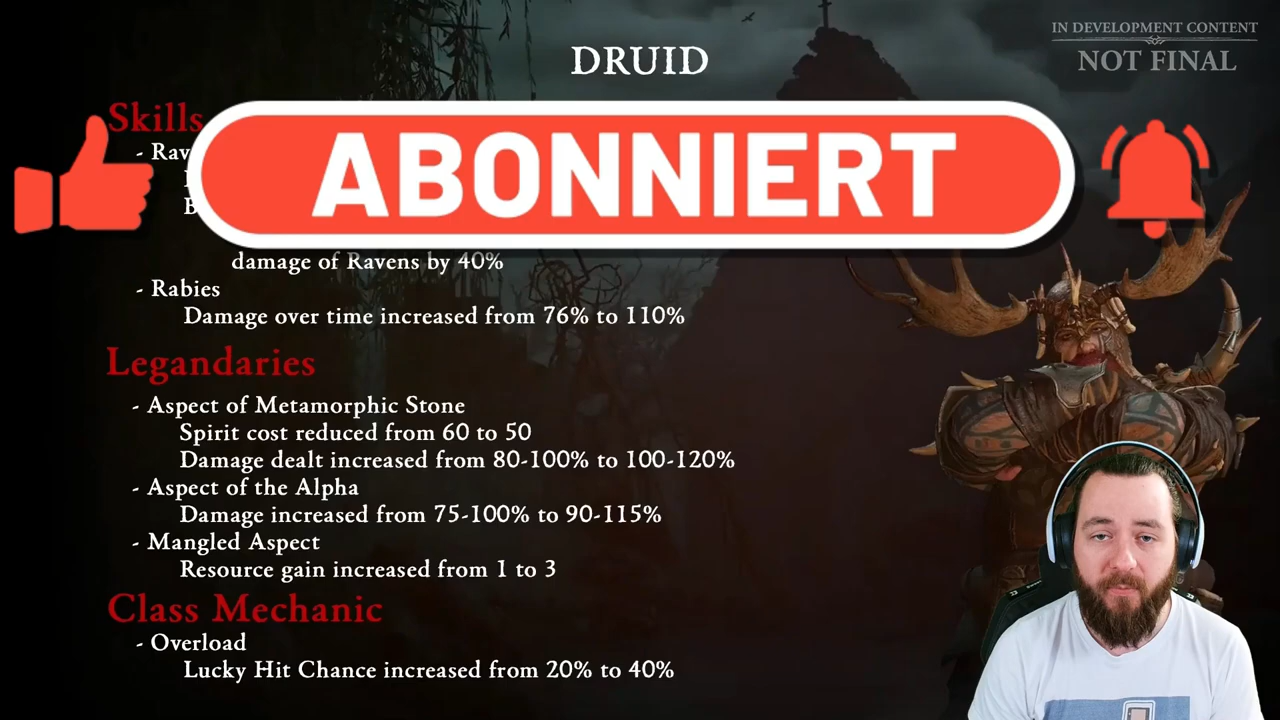 IN DEVELOPMENT CONTENT
NOT FINAL
DRUID
Skills
ABONNIERT
damage of Ravens by 40%
- Rabies
Damage over time increased from 76% to 110%
Legandaries
- Aspect of Metamorphic Stone
Spirit cost reduced from 60 to 50
Damage dealt increased from 80-100% to 100-120%
- Aspect of the Alpha
Damage increased from 75-100% to 90-115%
- Mangled Aspect
Resource gain increased from 1 to 3
Class Mechanic
- Overload
Lucky Hit Chance increased from 20% to 40%